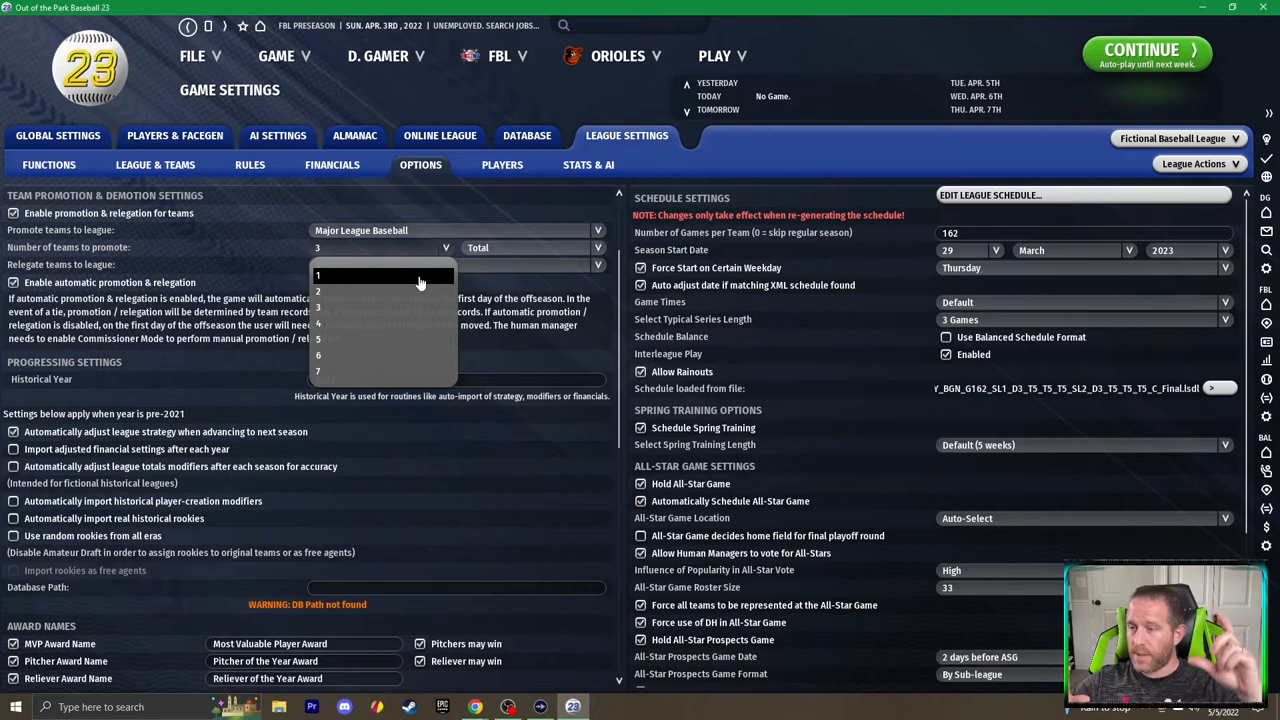 Out of the Park Baseball 23
FBL PRESEASON | SUN. APR. 3RD, 2022 | UNEMPLOYED. SEARCH JOBS...
23
FILE GAME D. GAMER FBL ORIOLES PLAY
CONTINUE
Auto-play until next week.
GAME SETTINGS
YESTERDAY
TODAY No Game.
TOMORROW
TUE. APR. 5TH
WED. APR. 6TH
THU. APR. 7TH
GLOBAL SETTINGS PLAYERS & FACEGEN AI SETTINGS ALMANAC ONLINE LEAGUE DATABASE LEAGUE SETTINGS
Fictional Baseball League
FUNCTIONS LEAGUE & TEAMS RULES FINANCIALS OPTIONS PLAYERS STATS & AI
League Actions
TEAM PROMOTION & DEMOTION SETTINGS
Enable promotion & relegation for teams
Promote teams to league: Major League Baseball
Number of teams to promote: 3 Total
Relegate teams to league:
Enable automatic promotion & relegation
1
2
3
4
5
6
7
If automatic promotion & relegation is enabled, the game will automatica first day of the offseason. In the
event of a tie, promotion / relegation will be determined by team records ds. If automatic promotion /
relegation is disabled, on the first day of the offseason the user will need moved. The human manager
needs to enable Commissioner Mode to perform manual promotion / rele
PROGRESSING SETTINGS
Historical Year
Historical Year is used for routines like auto-import of strategy, modifiers or financials.
Settings below apply when year is pre-2021
Automatically adjust league strategy when advancing to next season
Import adjusted financial settings after each year
Automatically adjust league totals modifiers after each season for accuracy
(Intended for fictional historical leagues)
Automatically import historical player-creation modifiers
Automatically import real historical rookies
Use random rookies from all eras
(Disable Amateur Draft in order to assign rookies to original teams or as free agents)
Import rookies as free agents
Database Path:
WARNING: DB Path not found
AWARD NAMES
MVP Award Name Most Valuable Player Award Pitchers may win
Pitcher Award Name Pitcher of the Year Award Reliever may win
Reliever Award Name Reliever of the Year Award
SCHEDULE SETTINGS EDIT LEAGUE SCHEDULE...
NOTE: Changes only take effect when re-generating the schedule!
Number of Games per Team (0 = skip regular season) 162
Season Start Date 29 March 2023
Force Start on Certain Weekday Thursday
Auto adjust date if matching XML schedule found
Game Times Default
Select Typical Series Length 3 Games
Schedule Balance Use Balanced Schedule Format
Interleague Play Enabled
Allow Rainouts
Schedule loaded from file: Y_BGN_G162_SL1_D3_T5_T5_T5_SL2_D3_T5_T5_T5_C_Final.lsdl >
SPRING TRAINING OPTIONS
Schedule Spring Training
Select Spring Training Length Default (5 weeks)
ALL-STAR GAME SETTINGS
Hold All-Star Game
Automatically Schedule All-Star Game
All-Star Game Location Auto-Select
All-Star Game decides home field for final playoff round
Allow Human Managers to vote for All-Stars
Influence of Popularity in All-Star Vote High
All-Star Game Roster Size 33
Force all teams to be represented at the All-Star Game
Force use of DH in All-Star Game
Hold All-Star Prospects Game
All-Star Prospects Game Date 2 days before ASG
All-Star Prospects Game Format By Sub-league
DG
FBL
BAL
Type here to search
Pr
EPIC
23
Rain to stop
5/5/2022